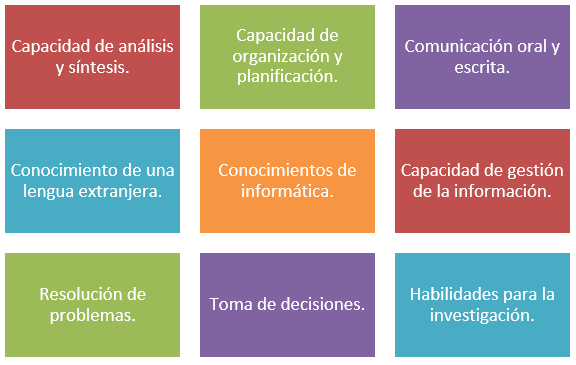 Capacidad de análisis
y síntesis.
Capacidad de
organización y
planificación.
Comunicación oral y
escrita.
Conocimiento de una
lengua extranjera.
Conocimientos de
informática.
Capacidad de gestión
de la información.
Resolución de
problemas.
Toma de decisiones.
Habilidades para la
investigación.